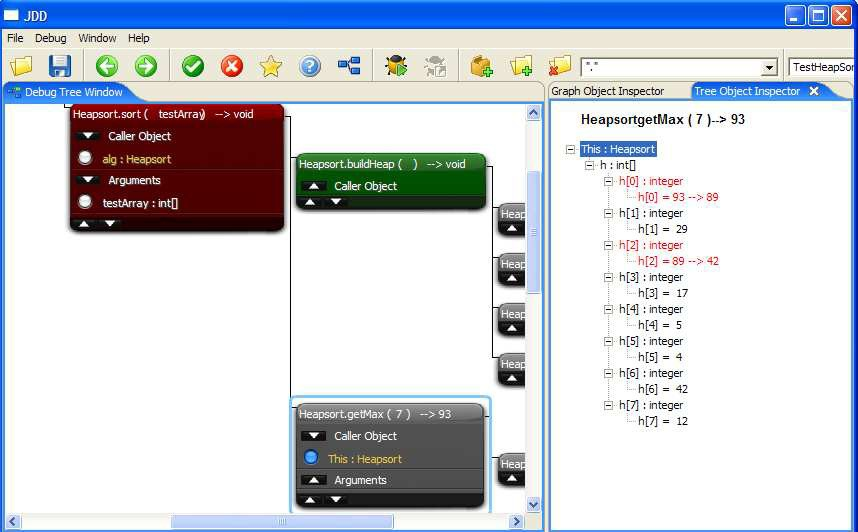 JDD
File Debug Window Help
"."
TestHeapSor
Debug Tree Window
Graph Object Inspector
Tree Object Inspector
Heapsort.sort ( testArray) --> void
Caller Object
alg : Heapsort
Arguments
testArray : int[]
Heapsort.buildHeap ( ) --> void
Caller Object
Heap
Heap
Heap
Heap
Heapsort.getMax ( 7 ) --> 93
Caller Object
This : Heapsort
Arguments
Heap
HeapsortgetMax ( 7 )--> 93
This : Heapsort
h : int[]
h[0] : integer
h[0] = 93 --> 89
h[1] : integer
h[1] = 29
h[2] : integer
h[2] = 89 --> 42
h[3] : integer
h[3] = 17
h[4] : integer
h[4] = 5
h[5] : integer
h[5] = 4
h[6] : integer
h[6] = 42
h[7] : integer
h[7] = 12